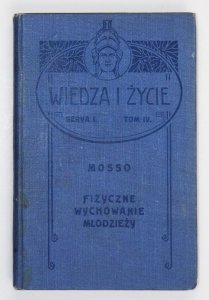 WIEDZA I ŻYCIE
SERYA I. TOM IV.
MOSSO
FIZYCZNE
WYCHOWANIE
MŁODZIEŻY